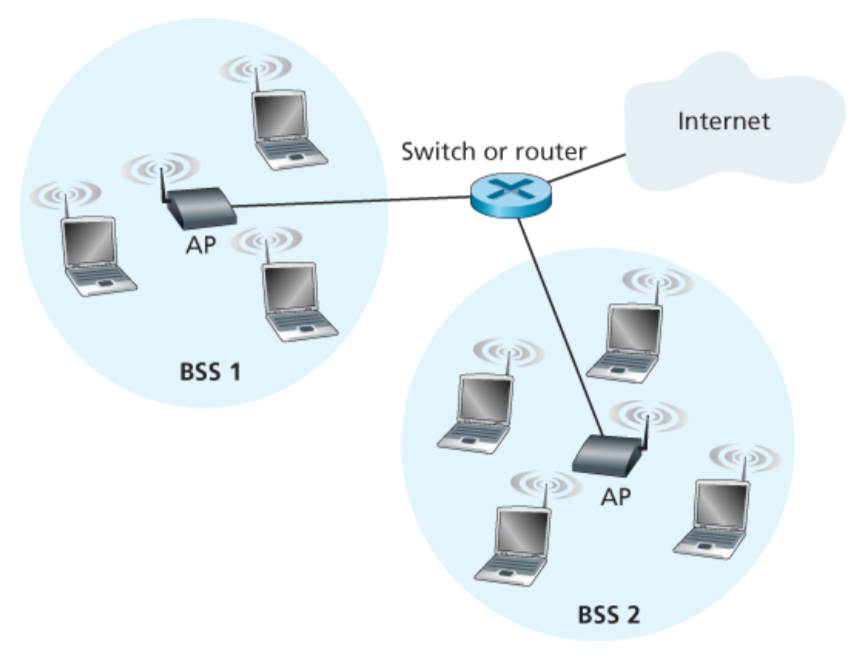 Internet
Switch or router
AP
BSS 1
AP
BSS 2